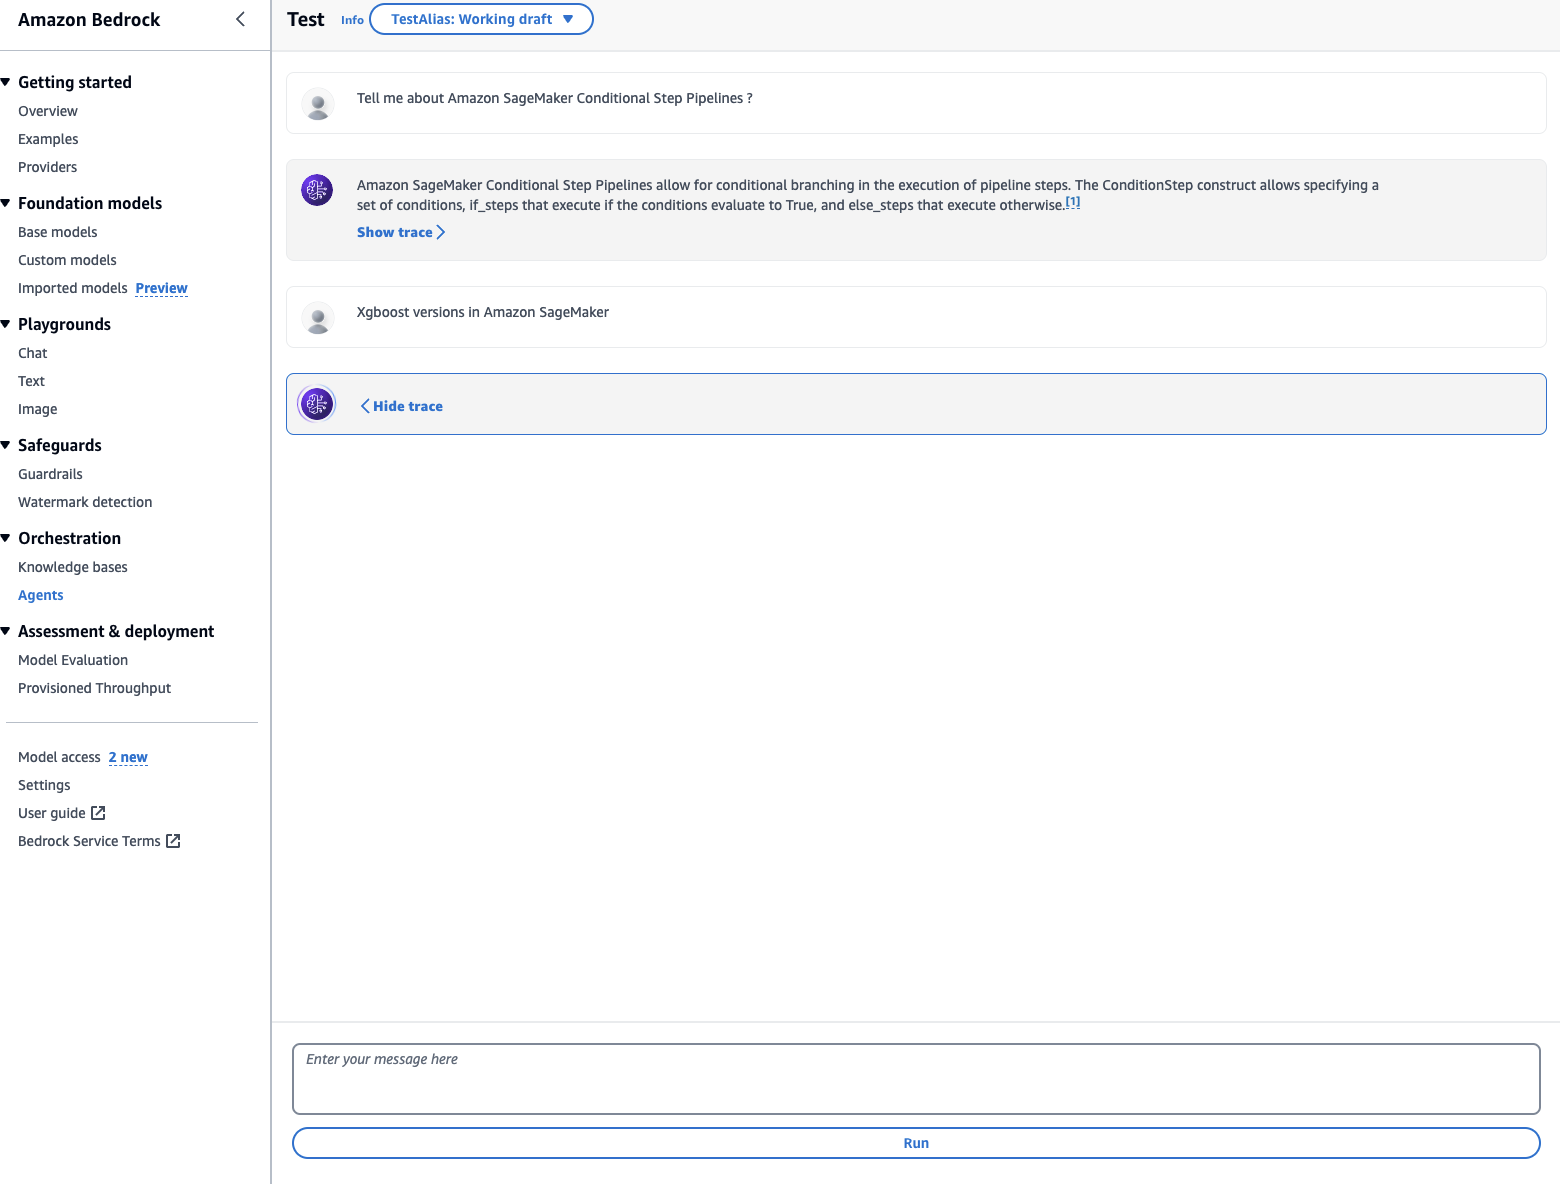 Amazon Bedrock
Getting started
Overview
Examples
Providers
Foundation models
Base models
Custom models
Imported models Preview
Playgrounds
Chat
Text
Image
Safeguards
Guardrails
Watermark detection
Orchestration
Knowledge bases
Agents
Assessment & deployment
Model Evaluation
Provisioned Throughput
Model access 2 new
Settings
User guide
Bedrock Service Terms
Test Info TestAlias: Working draft
Tell me about Amazon SageMaker Conditional Step Pipelines ?
Amazon SageMaker Conditional Step Pipelines allow for conditional branching in the execution of pipeline steps. The ConditionStep construct allows specifying a
set of conditions, if_steps that execute if the conditions evaluate to True, and else_steps that execute otherwise.[1]
Show trace
Xgboost versions in Amazon SageMaker
Hide trace
Enter your message here
Run